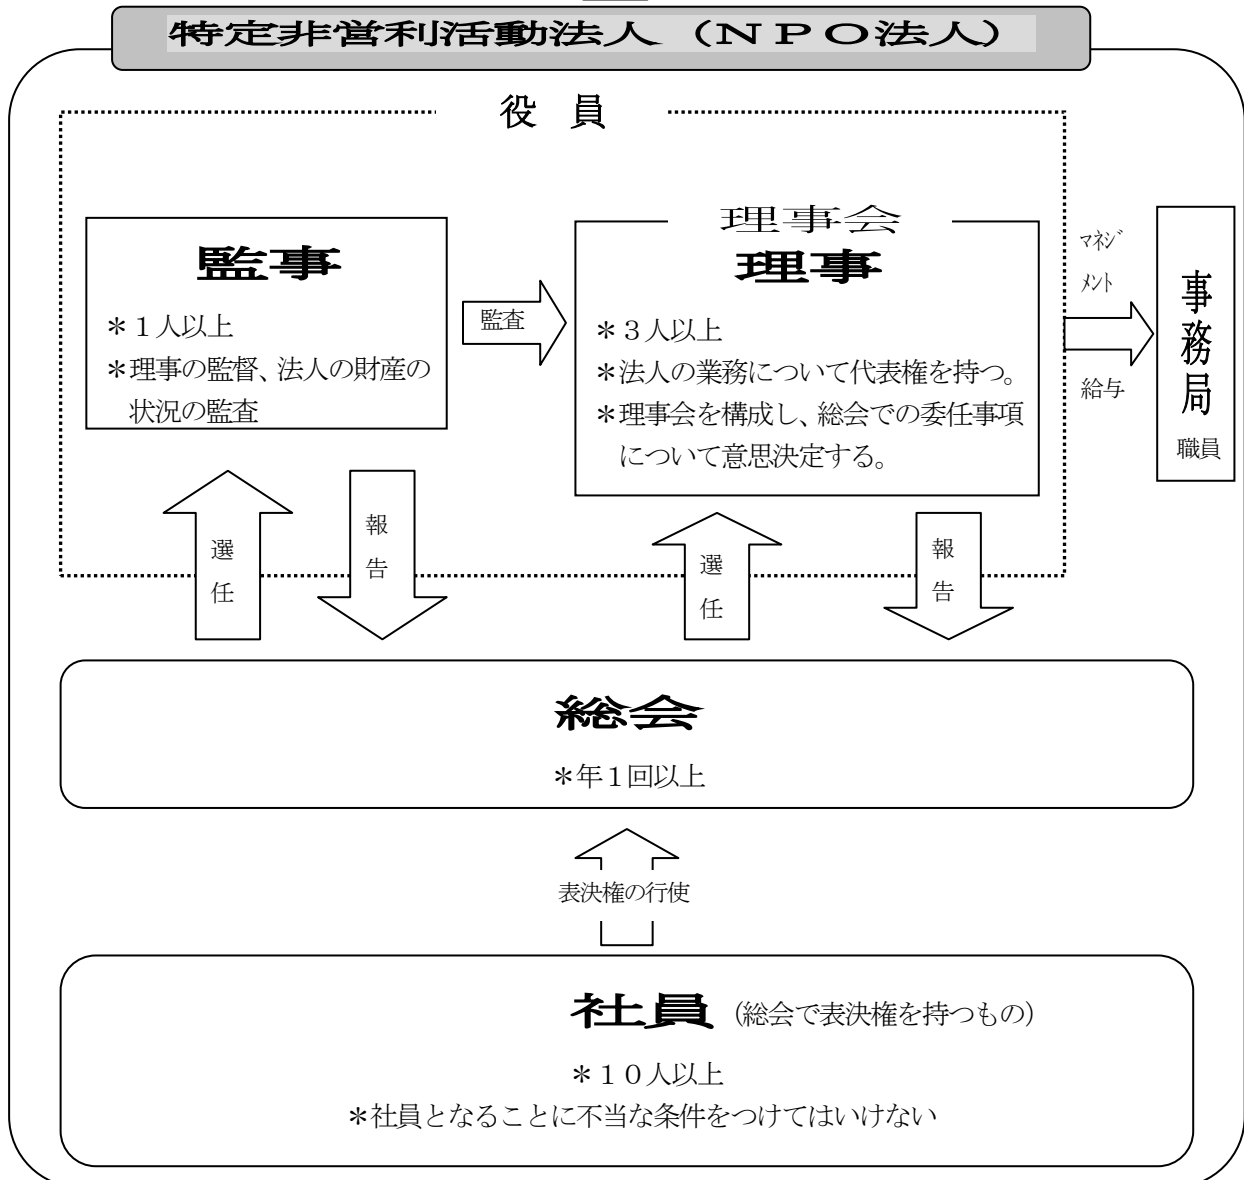 特定非営利活動法人（ＮＰＯ法人）
役　員
監事
＊１人以上
＊理事の監督、法人の財産の
状況の監査
監査
理事会
理事
＊３人以上
＊法人の業務について代表権を持つ。
＊理事会を構成し、総会での委任事項
について意思決定する。
ﾏﾈｼﾞ
ﾒﾝﾄ
給与
事務局
職員
選任
報告
選任
報告
総会
＊年１回以上
表決権の行使
社員（総会で表決権を持つもの）
＊１０人以上
＊社員となることに不当な条件をつけてはいけない